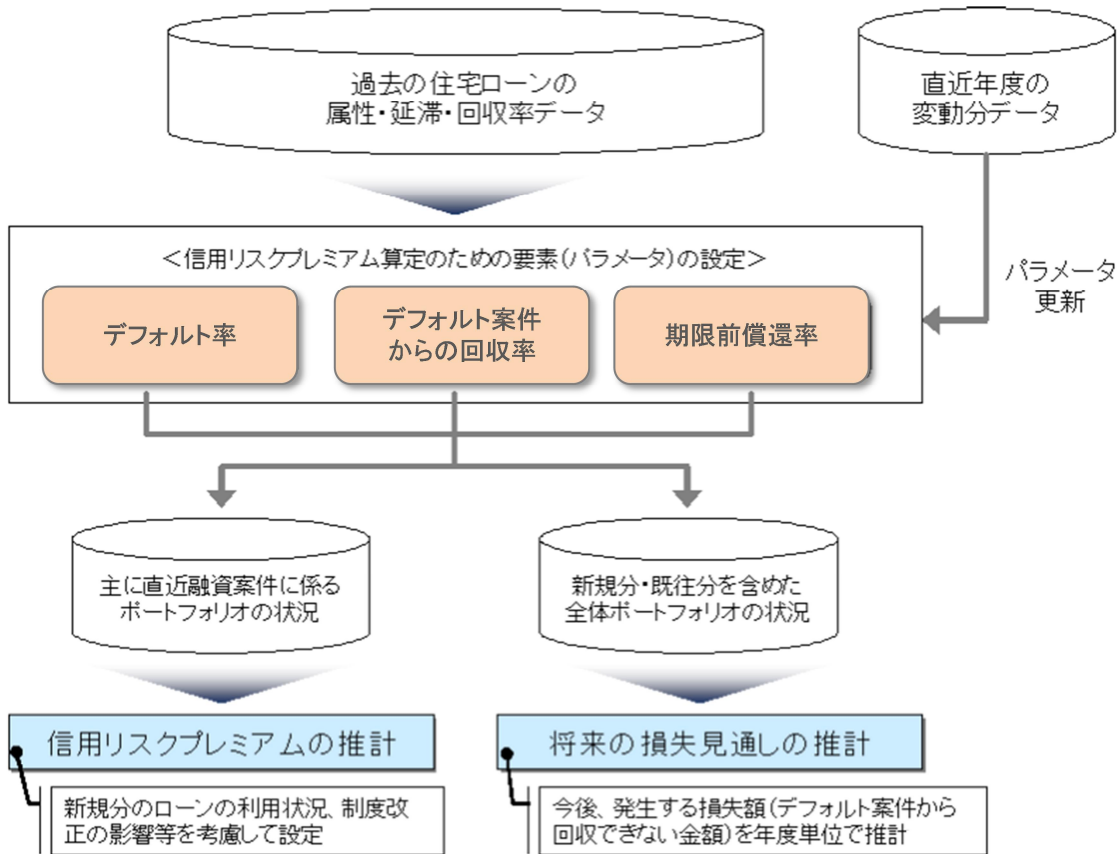 過去の住宅ローンの
属性・延滞・回収率データ
直近年度の
変動分データ
＜信用リスクプレミアム算定のための要素(パラメータ)の設定＞
パラメータ
更新
デフォルト率
デフォルト案件
からの回収率
期限前償還率
主に直近融資案件に係る
ポートフォリオの状況
新規分・既往分を含めた
全体ポートフォリオの状況
信用リスクプレミアムの推計
新規分のローンの利用状況、制度改
正の影響等を考慮して設定
将来の損失見通しの推計
今後、発生する損失額(デフォルト案件から
回収できない金額)を年度単位で推計